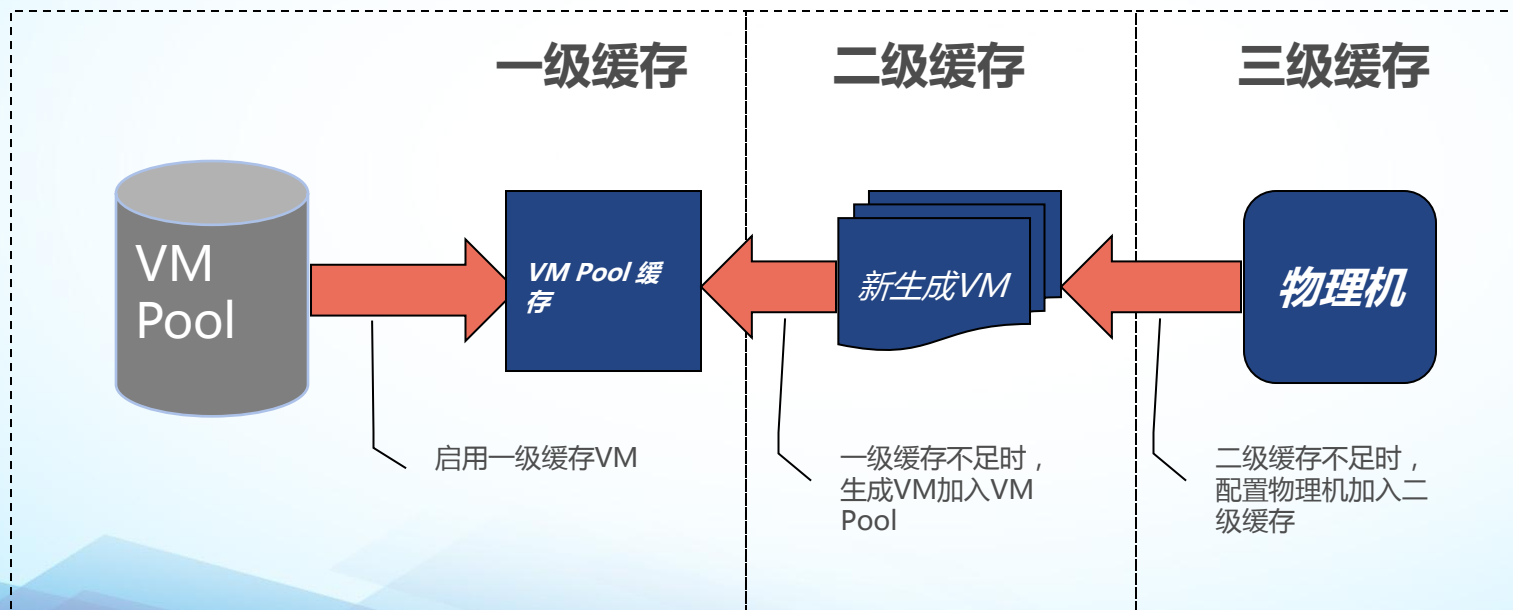 一级缓存
二级缓存
三级缓存
VM
Pool
VM Pool 缓
存
新生成VM
物理机
启用一级缓存VM
一级缓存不足时，
生成VM加入VM
Pool
二级缓存不足时，
配置物理机加入二
级缓存